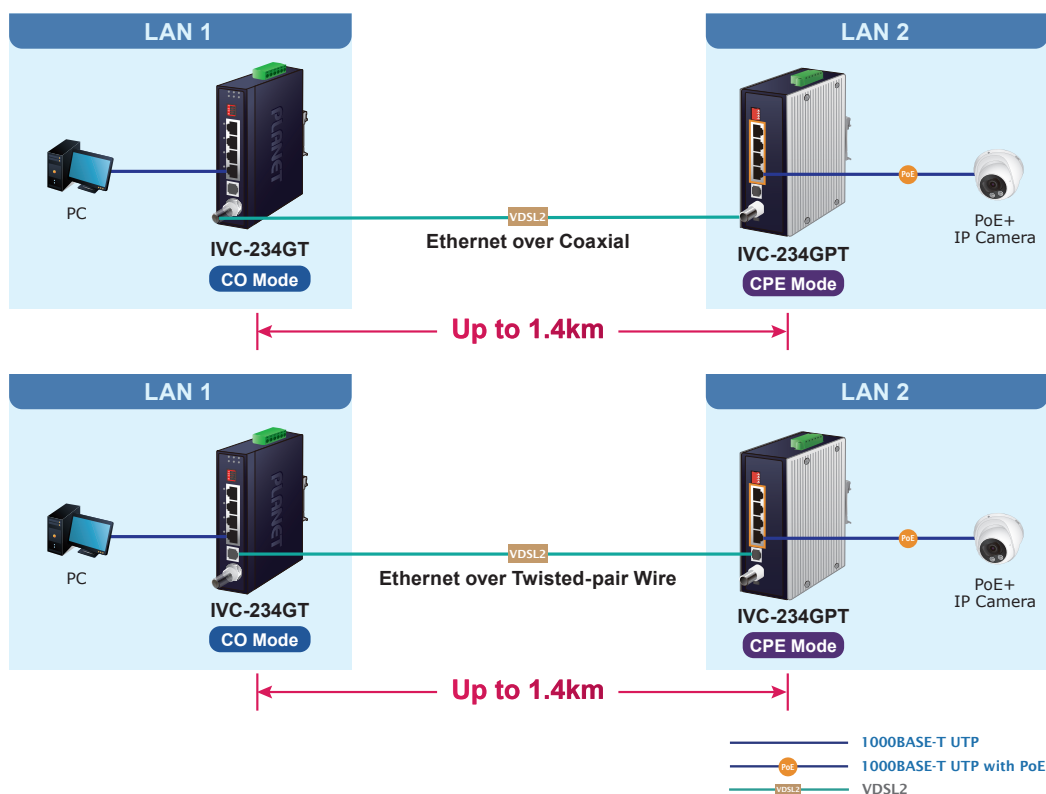 LAN 1
LAN 2
PLANET
PC
VDSL2
PoE
Ethernet over Coaxial
PoE+
IP Camera
IVC-234GT
IVC-234GPT
CO Mode
CPE Mode
Up to 1.4km
LAN 1
LAN 2
PLANET
PC
VDSL2
PoE
Ethernet over Twisted-pair Wire
PoE+
IP Camera
IVC-234GT
IVC-234GPT
CO Mode
CPE Mode
Up to 1.4km
1000BASE-T UTP
PoE
1000BASE-T UTP with PoE
VDSL2
VDSL2